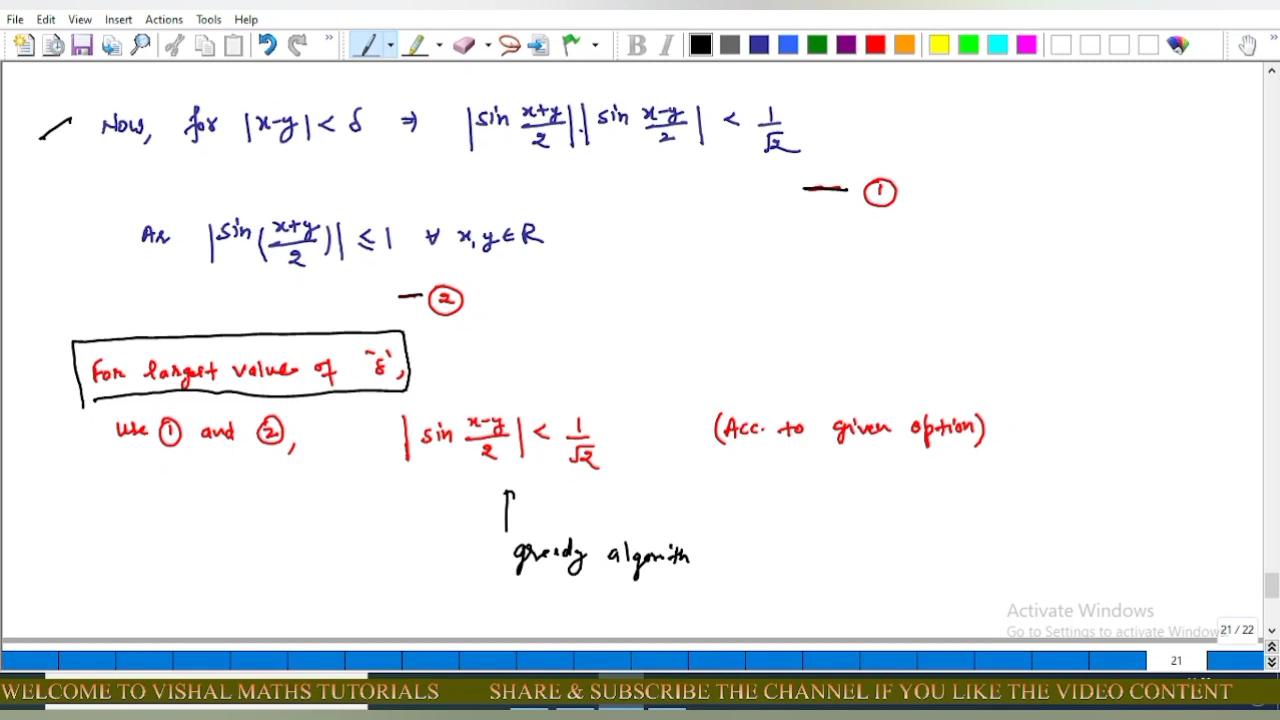 File Edit View Insert Actions Tools Help
Now, for |x-y| < δ ⇒ |sin (x+y)/2|.|sin (x-y)/2| < 1/√2
— ①
As |sin((x+y)/2)| ≤ 1 ∀ x, y ∈ R
— ②
For largest value of `δ',
Use ① and ②, |sin (x-y)/2| < 1/√2 (Acc. to given option)
↑
greedy algorith
Activate Windows
Go to Settings to activate Windows
21 / 22
21
WELCOME TO VISHAL MATHS TUTORIALS SHARE & SUBSCRIBE THE CHANNEL IF YOU LIKE THE VIDEO CONTENT